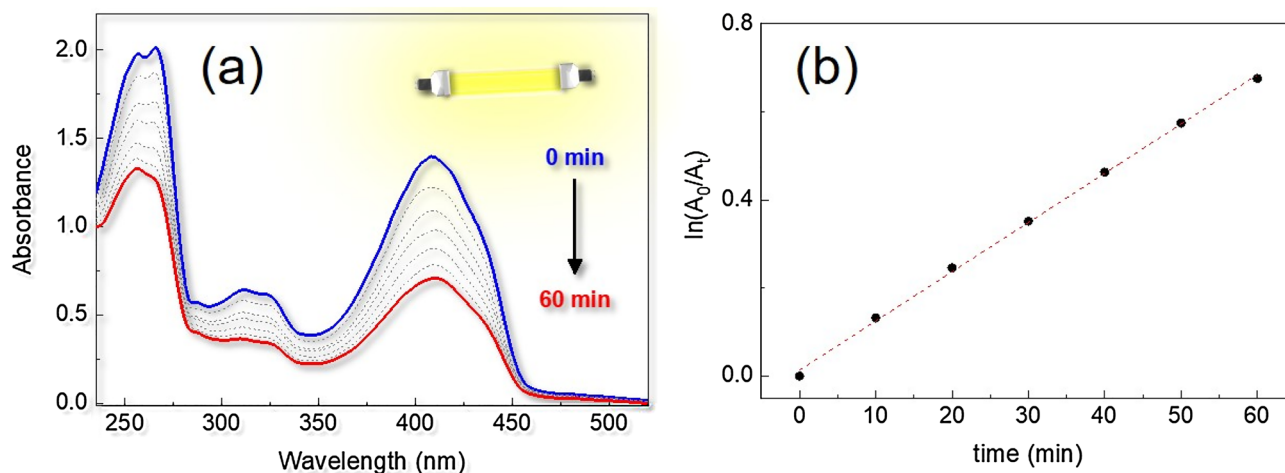 (a)
Absorbance
2.0
1.5
1.0
0.5
0.0
0 min
60 min
250 300 350 400 450 500
Wavelength (nm)
(b)
ln(A₀/Aₜ)
0.8
0.4
0.0
0 10 20 30 40 50 60
time (min)